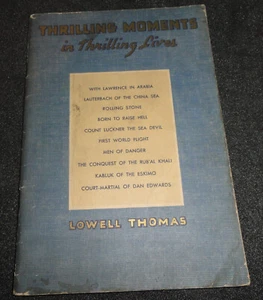 THRILLING MOMENTS
in Thrilling Lives
WITH LAWRENCE IN ARABIA
LAUTERBACH OF THE CHINA SEA
ROLLING STONE
BORN TO RAISE HELL
COUNT LUCKNER THE SEA DEVIL
FIRST WORLD FLIGHT
MEN OF DANGER
THE CONQUEST OF THE RUB'AL KHALI
KABLUK OF THE ESKIMO
COURT-MARTIAL OF DAN EDWARDS
LOWELL THOMAS